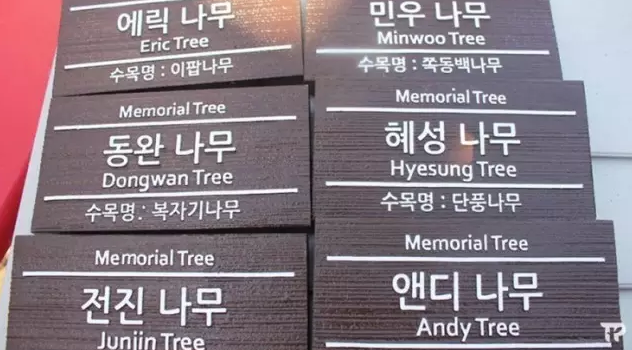 에릭 나무
Eric Tree
수목명 : 이팝나무
민우 나무
Minwoo Tree
수목명 : 쪽동백나무
Memorial Tree
동완 나무
Dongwan Tree
수목명 : 복자기나무
Memorial Tree
혜성 나무
Hyesung Tree
수목명 : 단풍나무
Memorial Tree
전진 나무
Junjin Tree
Memorial Tree
앤디 나무
Andy Tree